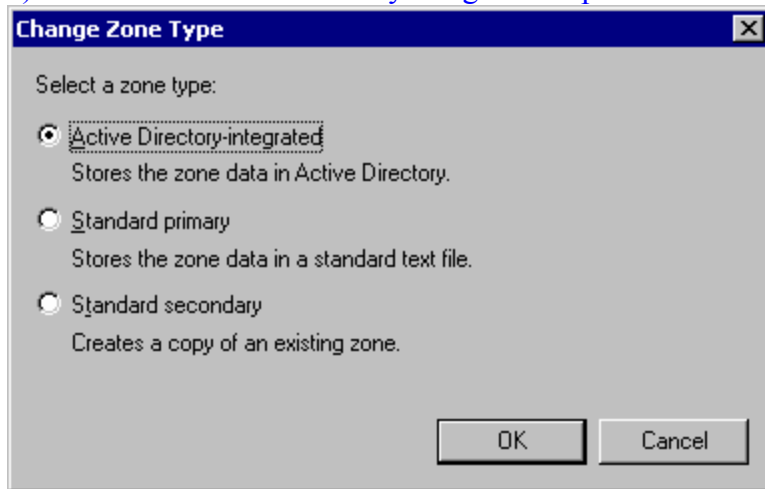 Change Zone Type
Select a zone type:
Active Directory-integrated
Stores the zone data in Active Directory.
Standard primary
Stores the zone data in a standard text file.
Standard secondary
Creates a copy of an existing zone.
OK Cancel